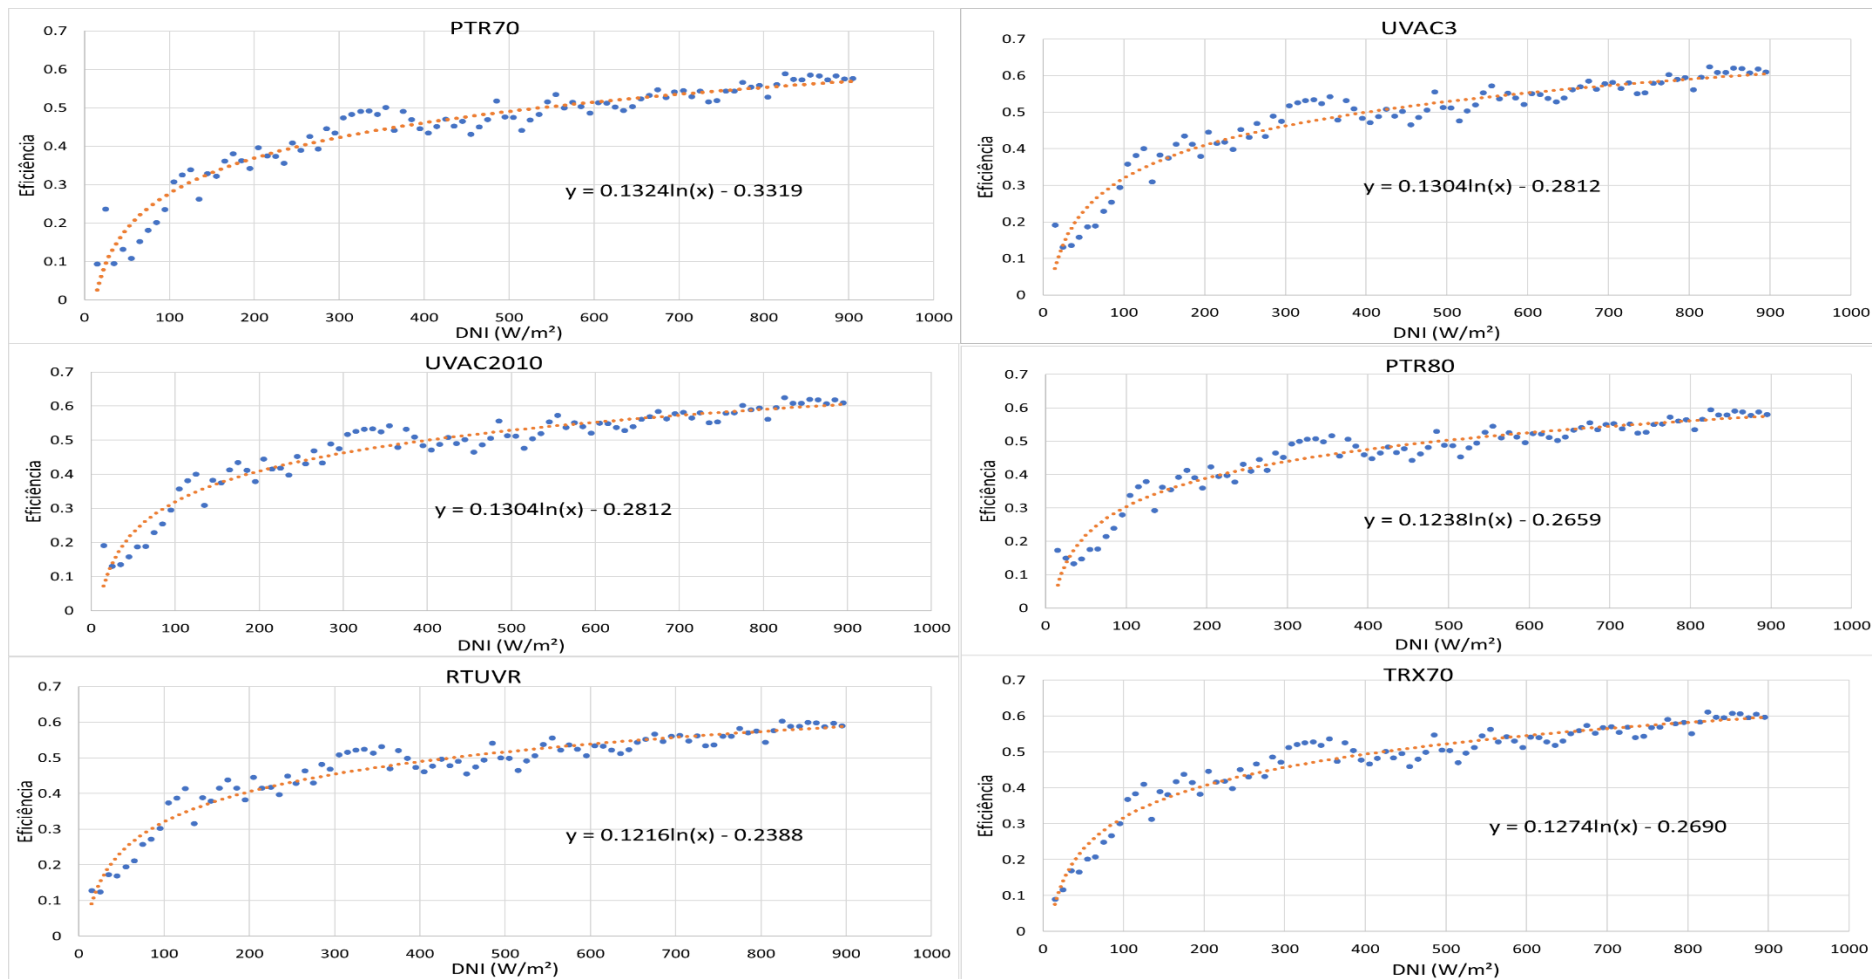 PTR70
Eficiência
0.7
0.6
0.5
0.4
0.3
0.2
0.1
0
y = 0.1324ln(x) - 0.3319
0 100 200 300 400 500 600 700 800 900 1000
DNI (W/m²)
UVAC3
Eficiência
0.7
0.6
0.5
0.4
0.3
0.2
0.1
0
y = 0.1304ln(x) - 0.2812
0 100 200 300 400 500 600 700 800 900 1000
DNI (W/m²)
UVAC2010
Eficiência
0.7
0.6
0.5
0.4
0.3
0.2
0.1
0
y = 0.1304ln(x) - 0.2812
0 100 200 300 400 500 600 700 800 900 1000
DNI (W/m²)
PTR80
Eficiência
0.7
0.6
0.5
0.4
0.3
0.2
0.1
0
y = 0.1238ln(x) - 0.2659
0 100 200 300 400 500 600 700 800 900 1000
DNI (W/m²)
RTUVR
Eficiência
0.7
0.6
0.5
0.4
0.3
0.2
0.1
0
y = 0.1216ln(x) - 0.2388
0 100 200 300 400 500 600 700 800 900 1000
DNI (W/m²)
TRX70
Eficiência
0.7
0.6
0.5
0.4
0.3
0.2
0.1
0
y = 0.1274ln(x) - 0.2690
0 100 200 300 400 500 600 700 800 900 1000
DNI (W/m²)